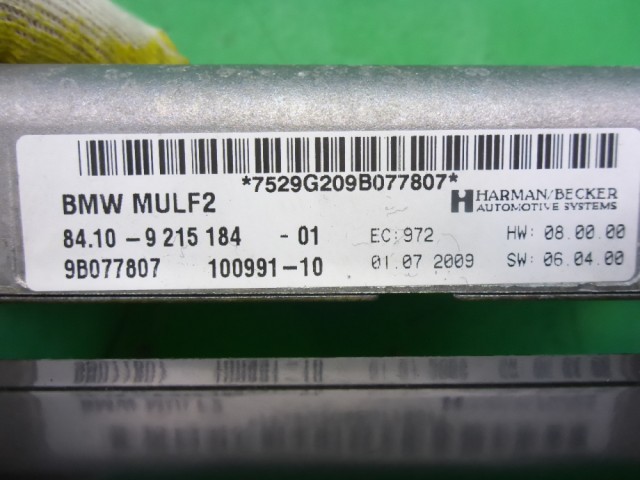 *7529G209B077807*
BMW MULF2
HARMAN/BECKER
AUTOMOTIVE SYSTEMS
84.10 - 9 215 184 - 01 EC: 972 HW: 08.00.00
9B077807 100991-10 01.07 2009 SW: 06.04.00